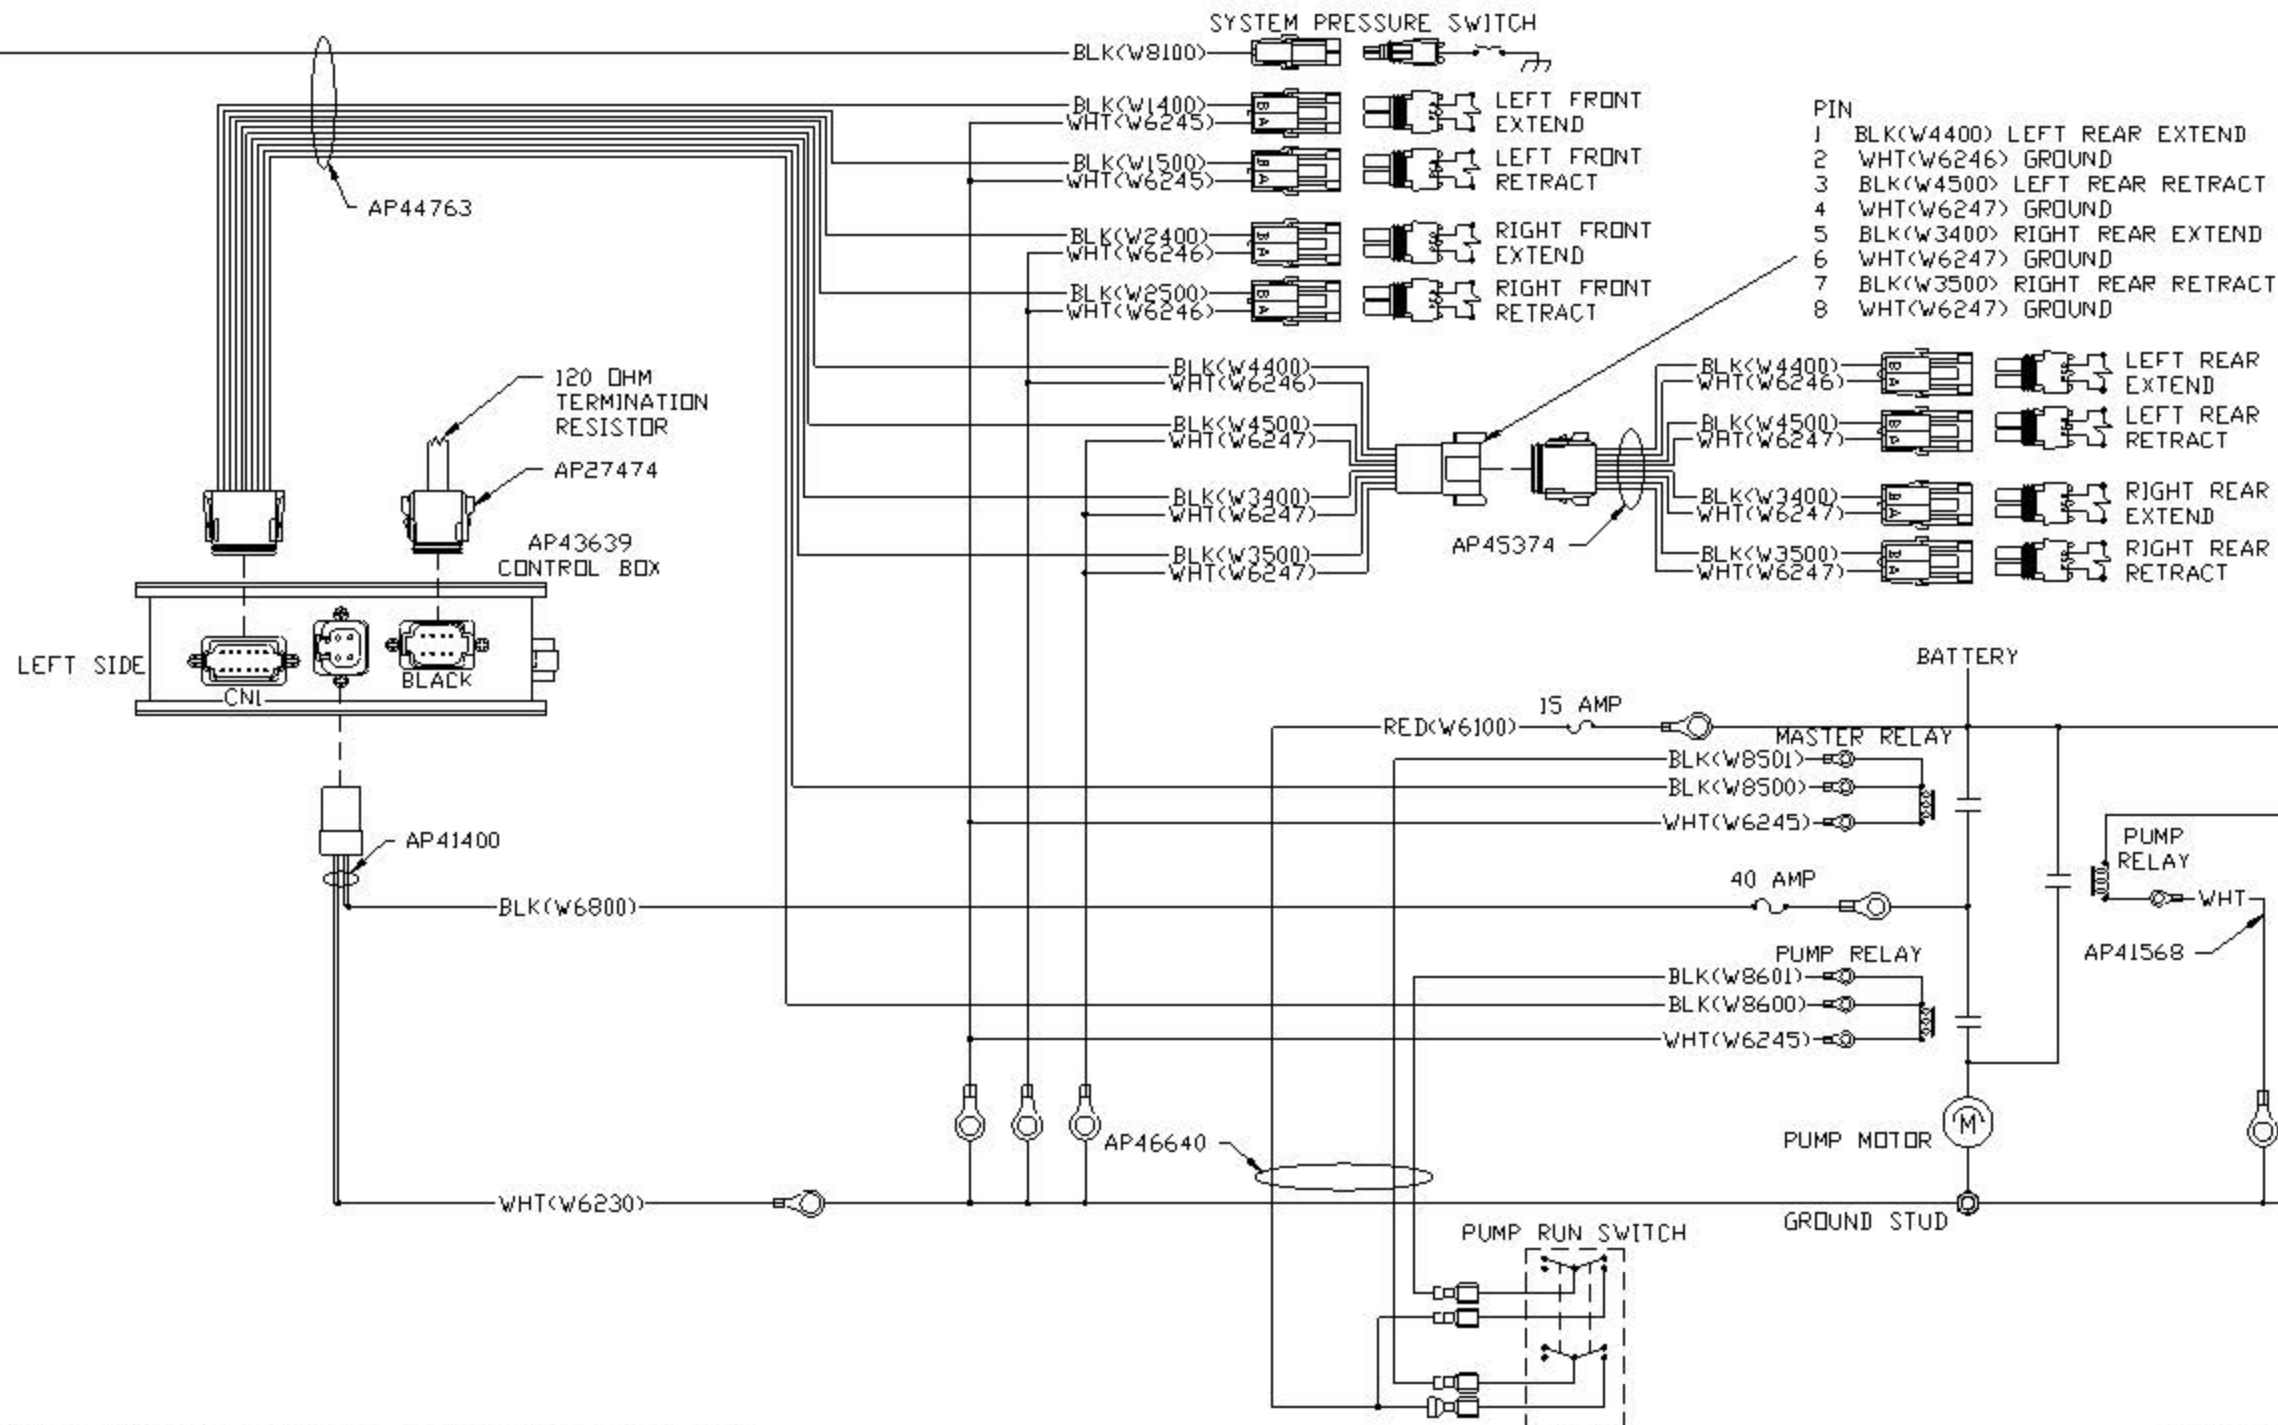 SYSTEM PRESSURE SWITCH
BLK(W8100)
BLK(W1400)
WHT(W6245)
B
A
LEFT FRONT
EXTEND
BLK(W1500)
WHT(W6245)
B
A
LEFT FRONT
RETRACT
AP44763
BLK(W2400)
WHT(W6246)
B
A
RIGHT FRONT
EXTEND
BLK(W2500)
WHT(W6246)
B
A
RIGHT FRONT
RETRACT
PIN
1 BLK(W4400) LEFT REAR EXTEND
2 WHT(W6246) GROUND
3 BLK(W4500) LEFT REAR RETRACT
4 WHT(W6247) GROUND
5 BLK(W3400) RIGHT REAR EXTEND
6 WHT(W6247) GROUND
7 BLK(W3500) RIGHT REAR RETRACT
8 WHT(W6247) GROUND
120 OHM
TERMINATION
RESISTOR
AP27474
AP43639
CONTROL BOX
BLK(W4400)
WHT(W6246)
BLK(W4500)
WHT(W6247)
BLK(W3400)
WHT(W6247)
BLK(W3500)
WHT(W6247)
AP45374
BLK(W4400)
WHT(W6246)
B
A
LEFT REAR
EXTEND
BLK(W4500)
WHT(W6247)
B
A
LEFT REAR
RETRACT
BLK(W3400)
WHT(W6247)
B
A
RIGHT REAR
EXTEND
BLK(W3500)
WHT(W6247)
B
A
RIGHT REAR
RETRACT
LEFT SIDE
CN1
BLACK
BATTERY
15 AMP
RED(W6100)
MASTER RELAY
BLK(W8501)
BLK(W8500)
WHT(W6245)
AP41400
BLK(W6800)
40 AMP
PUMP
RELAY
WHT
AP41568
PUMP RELAY
BLK(W8601)
BLK(W8600)
WHT(W6245)
AP46640
PUMP MOTOR
M
WHT(W6230)
GROUND STUD
PUMP RUN SWITCH